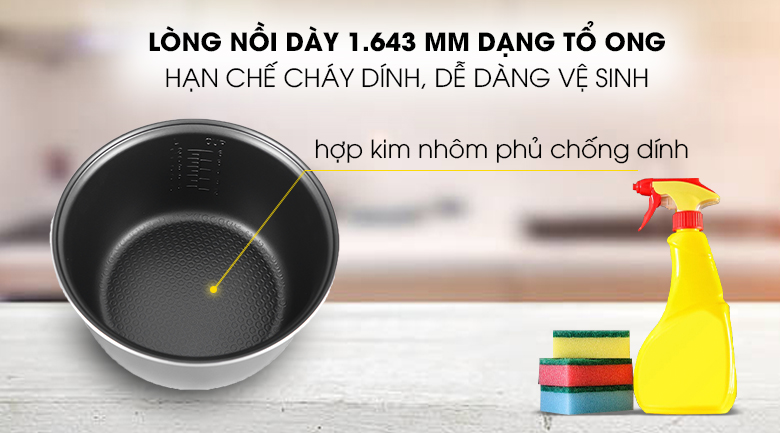 LÒNG NỒI DÀY 1.643 MM DẠNG TỔ ONG
HẠN CHẾ CHÁY DÍNH, DỄ DÀNG VỆ SINH
hợp kim nhôm phủ chống dính